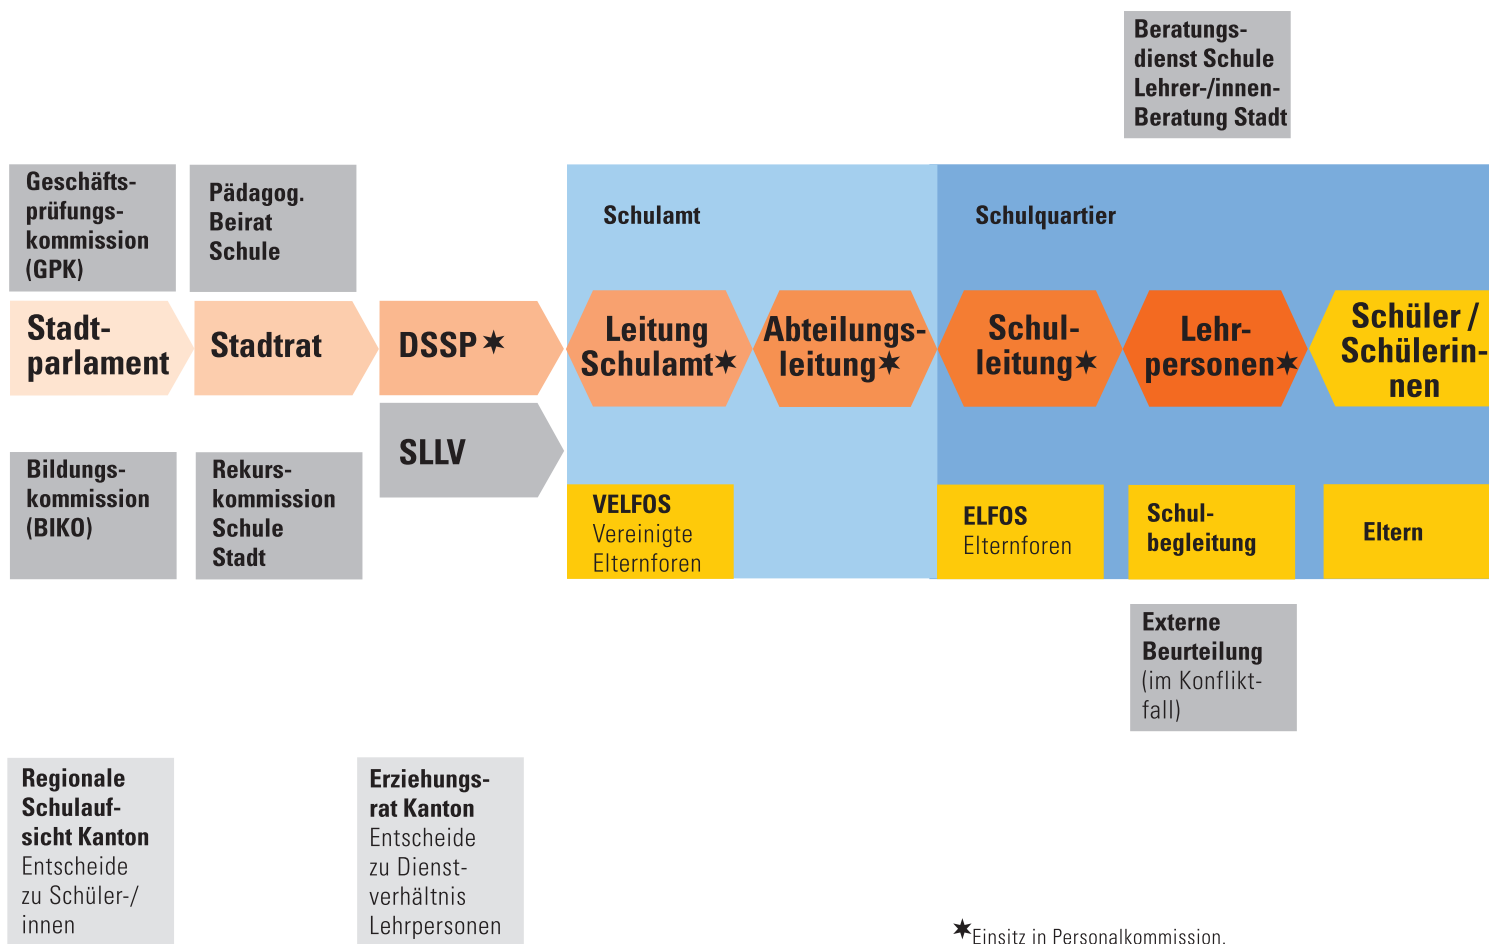 Beratungs-
dienst Schule
Lehrer-/innen-
Beratung Stadt
Geschäfts-
prüfungs-
kommission
(GPK)
Pädagog.
Beirat
Schule
Schulamt
Schulquartier
Stadt-
parlament
Stadtrat
DSSP ✶
Leitung
Schulamt✶
Abteilungs-
leitung✶
Schul-
leitung✶
Lehr-
personen✶
Schüler /
Schülerin-
nen
SLLV
Bildungs-
kommission
(BIKO)
Rekurs-
kommission
Schule
Stadt
VELFOS
Vereinigte
Elternforen
ELFOS
Elternforen
Schul-
begleitung
Eltern
Externe
Beurteilung
(im Konflikt-
fall)
Regionale
Schulauf-
sicht Kanton
Entscheide
zu Schüler-/
innen
Erziehungs-
rat Kanton
Entscheide
zu Dienst-
verhältnis
Lehrpersonen
✶Einsitz in Personalkommission.